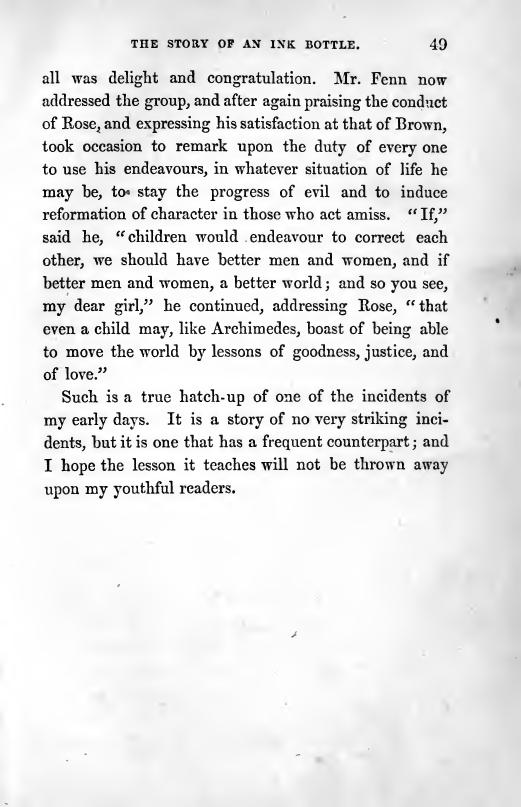 THE STORY OF AN INK BOTTLE. 49
all was delight and congratulation. Mr. Fenn now
addressed the group, and after again praising the conduct
of Rose, and expressing his satisfaction at that of Brown,
took occasion to remark upon the duty of every one
to use his endeavours, in whatever situation of life he
may be, to stay the progress of evil and to induce
reformation of character in those who act amiss. "If,"
said he, "children would endeavour to correct each
other, we should have better men and women, and if
better men and women, a better world; and so you see,
my dear girl," he continued, addressing Rose, "that
even a child may, like Archimedes, boast of being able
to move the world by lessons of goodness, justice, and
of love."
Such is a true hatch-up of one of the incidents of
my early days. It is a story of no very striking inci-
dents, but it is one that has a frequent counterpart; and
I hope the lesson it teaches will not be thrown away
upon my youthful readers.